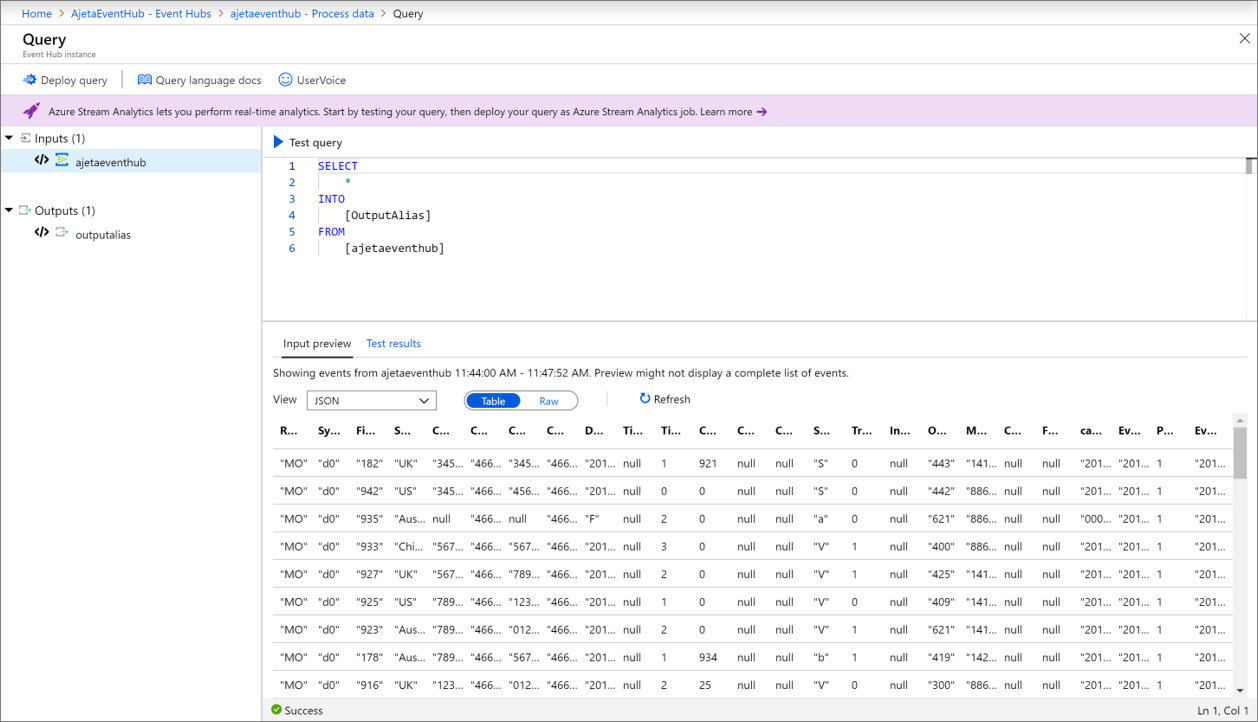 Home > AjetaEventHub - Event Hubs > ajetaeventhub - Process data > Query
Query
Event Hub instance
Deploy query Query language docs UserVoice
Azure Stream Analytics lets you perform real-time analytics. Start by testing your query, then deploy your query as Azure Stream Analytics job. Learn more →
Inputs (1)
</> ajetaeventhub
Outputs (1)
</> outputalias
Test query
1 SELECT
2 *
3 INTO
4 [OutputAlias]
5 FROM
6 [ajetaeventhub]
Input preview Test results
Showing events from ajetaeventhub 11:44:00 AM - 11:47:52 AM. Preview might not display a complete list of events.
View JSON Table Raw Refresh
R... Sy... Fi... S... C... C... C... C... D... Ti... Ti... C... C... C... S... Tr... In... O... M... C... F... ca... Ev... P... Ev...
"MO" "d0" "182" "UK" "345... "466... "345... "466... "201... null 1 921 null null "S" 0 null "443" "141... null null "201... "201... 1 "201...
"MO" "d0" "942" "US" "345... "466... "456... "466... "201... null 0 0 null null "S" 0 null "442" "886... null null "201... "201... 1 "201...
"MO" "d0" "935" "Aus... null "466... null "466... "F" null 2 0 null null "a" 0 null "621" "886... null null "000... "201... 1 "201...
"MO" "d0" "933" "Chi... "567... "466... "567... "466... "201... null 3 0 null null "V" 1 null "400" "886... null null "201... "201... 1 "201...
"MO" "d0" "927" "UK" "567... "466... "789... "466... "201... null 2 0 null null "V" 1 null "425" "141... null null "201... "201... 1 "201...
"MO" "d0" "925" "US" "789... "466... "123... "466... "201... null 1 0 null null "V" 0 null "409" "141... null null "201... "201... 1 "201...
"MO" "d0" "923" "Aus... "789... "466... "012... "466... "201... null 2 0 null null "V" 1 null "621" "141... null null "201... "201... 1 "201...
"MO" "d0" "178" "Aus... "789... "466... "567... "466... "201... null 1 934 null null "b" 1 null "419" "142... null null "201... "201... 1 "201...
"MO" "d0" "916" "UK" "123... "466... "012... "466... "201... null 2 25 null null "V" 0 null "300" "886... null null "201... "201... 1 "201...
Success Ln 1, Col 1